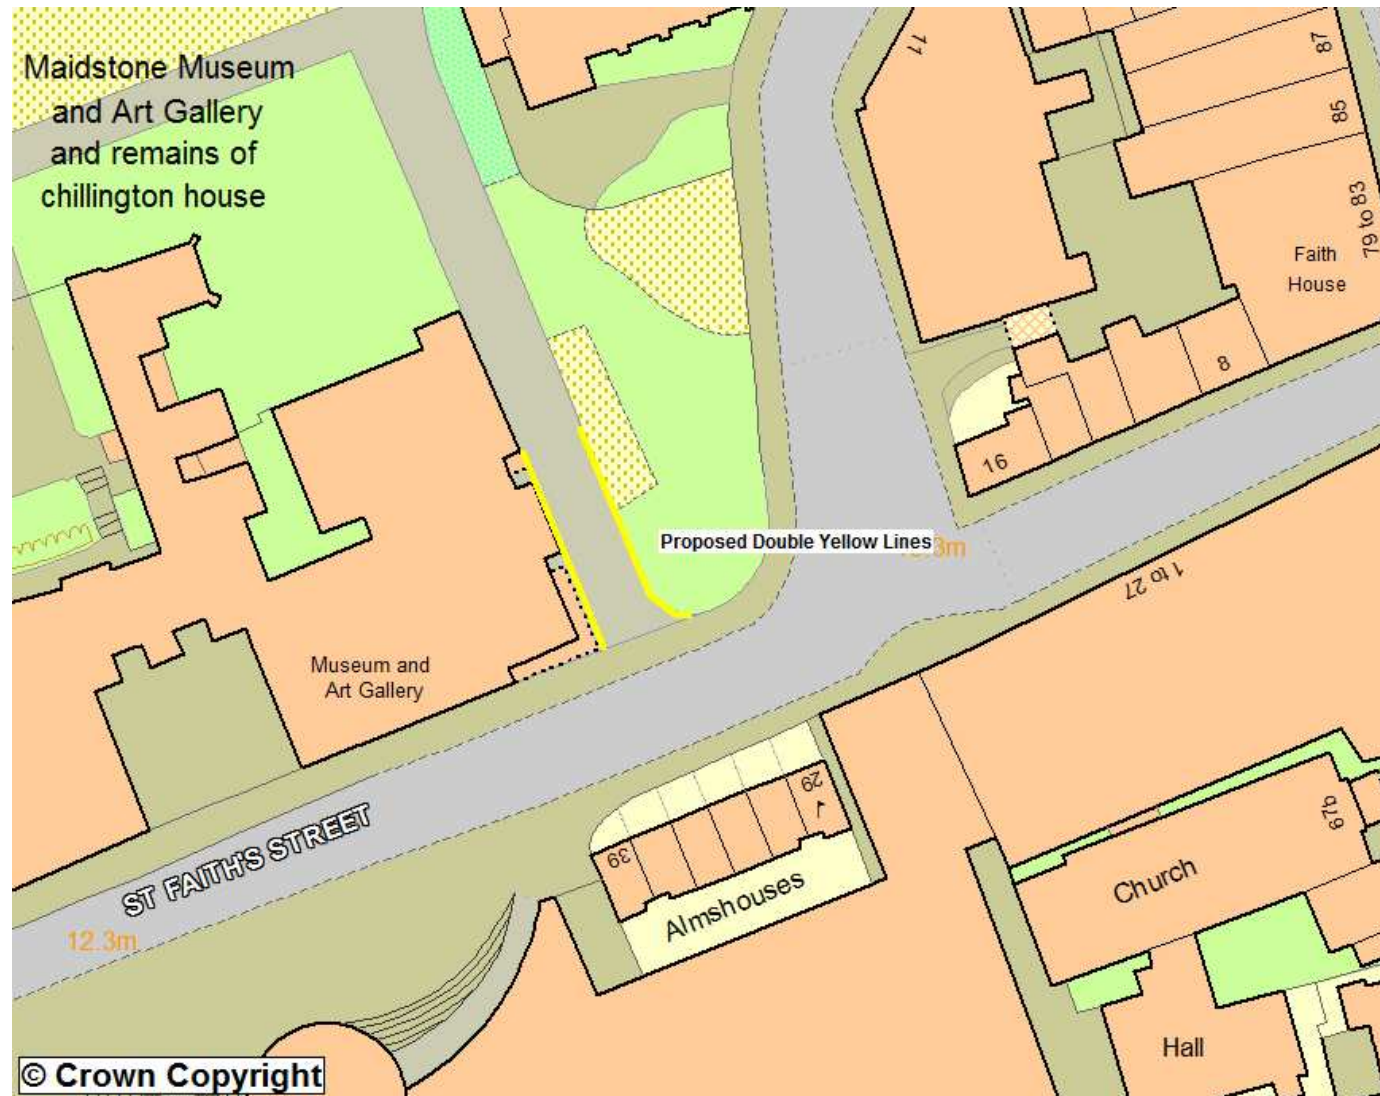 Maidstone Museum
and Art Gallery
and remains of
chillington house
11
87
85
79 to 83
Faith
House
8
16
Proposed Double Yellow Lines
3m
1 to 27
Museum and
Art Gallery
ST FAITH'S STREET
12.3m
29
39
Almshouses
67b
Church
Hall
© Crown Copyright